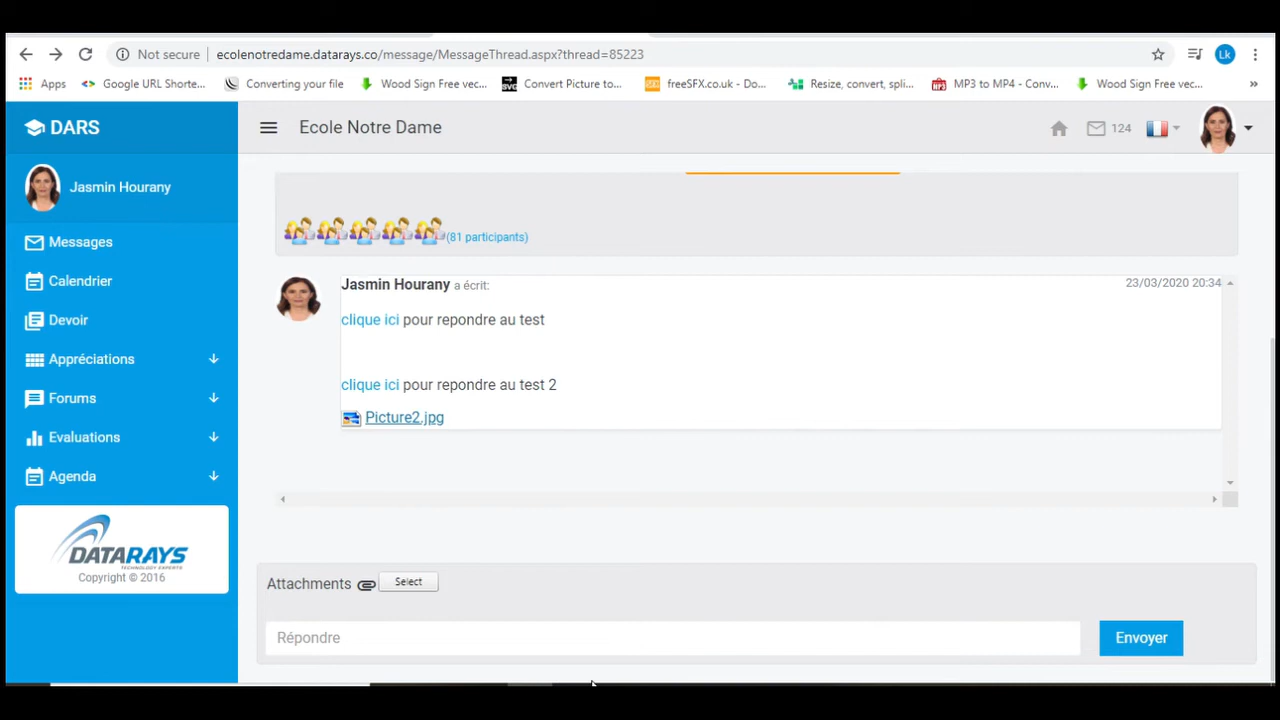 Not secure
ecolenotredame.datarays.co/message/MessageThread.aspx?thread=85223
Lk
Apps
Google URL Shorte...
Converting your file
Wood Sign Free vec...
SVG
Convert Picture to...
freeSFX.co.uk - Do...
Resize, convert, spli...
MP3
MP3 to MP4 - Conv...
Wood Sign Free vec...
»
DARS
Ecole Notre Dame
124
Jasmin Hourany
Messages
Calendrier
Devoir
Appréciations
Forums
Evaluations
Agenda
DATARAYS
TECHNOLOGY EXPERTS
Copyright © 2016
(81 participants)
Jasmin Hourany a écrit:
23/03/2020 20:34
clique ici pour repondre au test
clique ici pour repondre au test 2
Picture2.jpg
Attachments
Select
Répondre
Envoyer